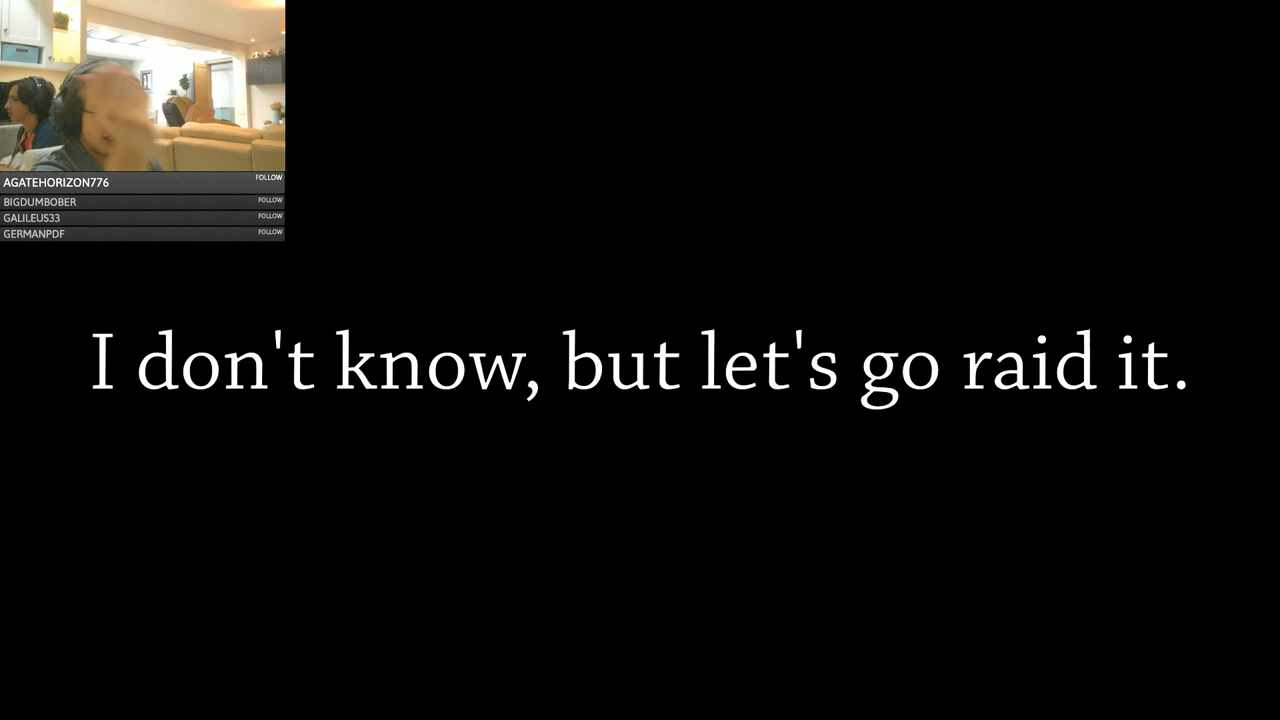 AGATEHORIZON776 FOLLOW
BIGDUMBOBER FOLLOW
GALILEUS33 FOLLOW
GERMANPDF FOLLOW
I don't know, but let's go raid it.